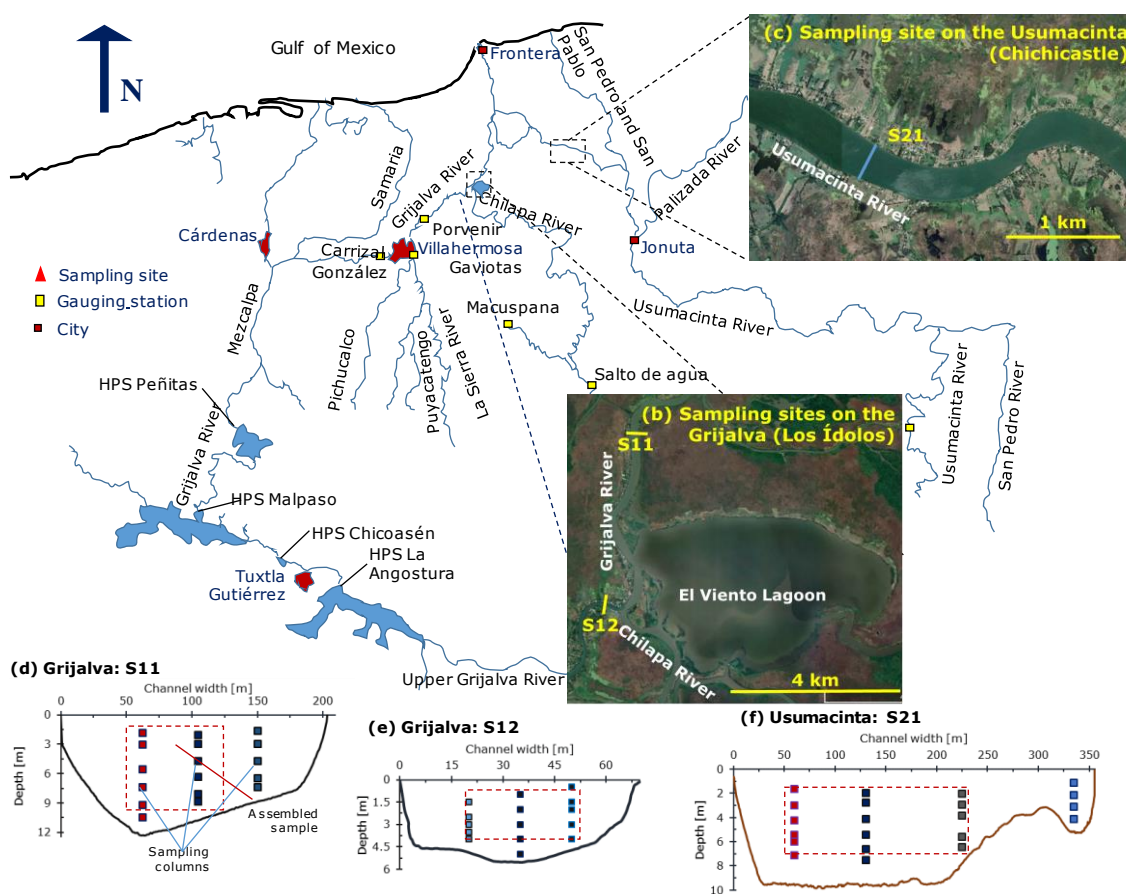 Gulf of Mexico
N
Frontera
San Pedro and San
Pablo
(c) Sampling site on the Usumacinta
(Chichicastle)
S21
Usumacinta River
1 km
Samaria
Grijalva River
Chilapa River
Palizada River
Cárdenas
Porvenir
Carrizal
Villahermosa
González
Gaviotas
Jonuta
Sampling site
Gauging station
City
Mezcalpa
Macuspana
Usumacinta River
Pichucalco
Puyacatengo
La Sierra River
Salto de agua
HPS Peñitas
Grijalva River
Usumacinta River
San Pedro River
(b) Sampling sites on the
Grijalva (Los Ídolos)
S11
Grijalva River
HPS Malpaso
HPS Chicoasén
HPS La
Angostura
Tuxtla
Gutiérrez
El Viento Lagoon
S12
Chilapa River
4 km
Upper Grijalva River
(d) Grijalva: S11
Channel width [m]
0 50 100 150 200
Depth [m]
0
3
6
9
12
Assembled
sample
Sampling
columns
(e) Grijalva: S12
Channel width [m]
0 15 30 45 60
Depth [m]
0
1.5
3.0
4.5
6
(f) Usumacinta: S21
Channel width [m]
0 50 100 150 200 250 300 350
Depth [m]
0
2
4
6
8
10